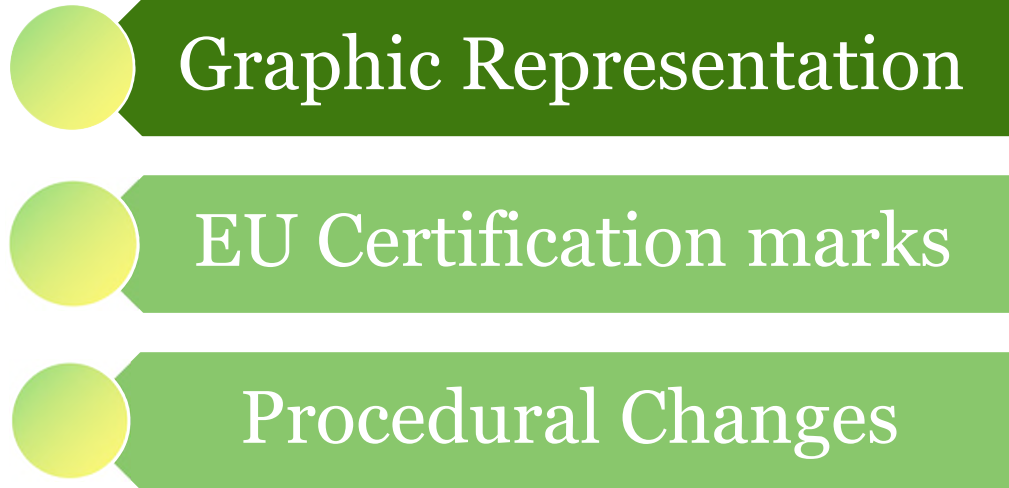 Graphic Representation
EU Certification marks
Procedural Changes